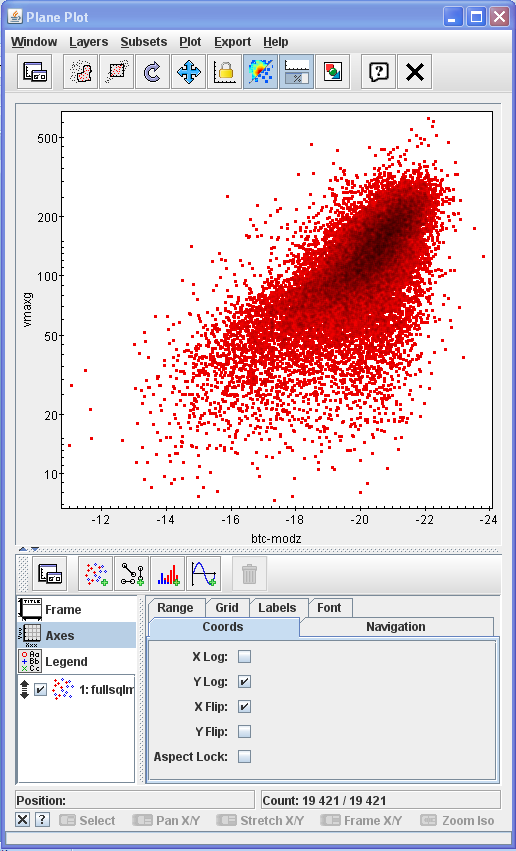 Plane Plot
Window Layers Subsets Plot Export Help
500
200
100
50
20
10
vmaxg
-12 -14 -16 -18 -20 -22 -24
btc-modz
Frame
Axes
Legend
1: fullsqlm
Range Grid Labels Font
Coords Navigation
X Log:
Y Log:
X Flip:
Y Flip:
Aspect Lock:
Position: Count: 19 421 / 19 421
Select Pan X/Y Stretch X/Y Frame X/Y Zoom Iso